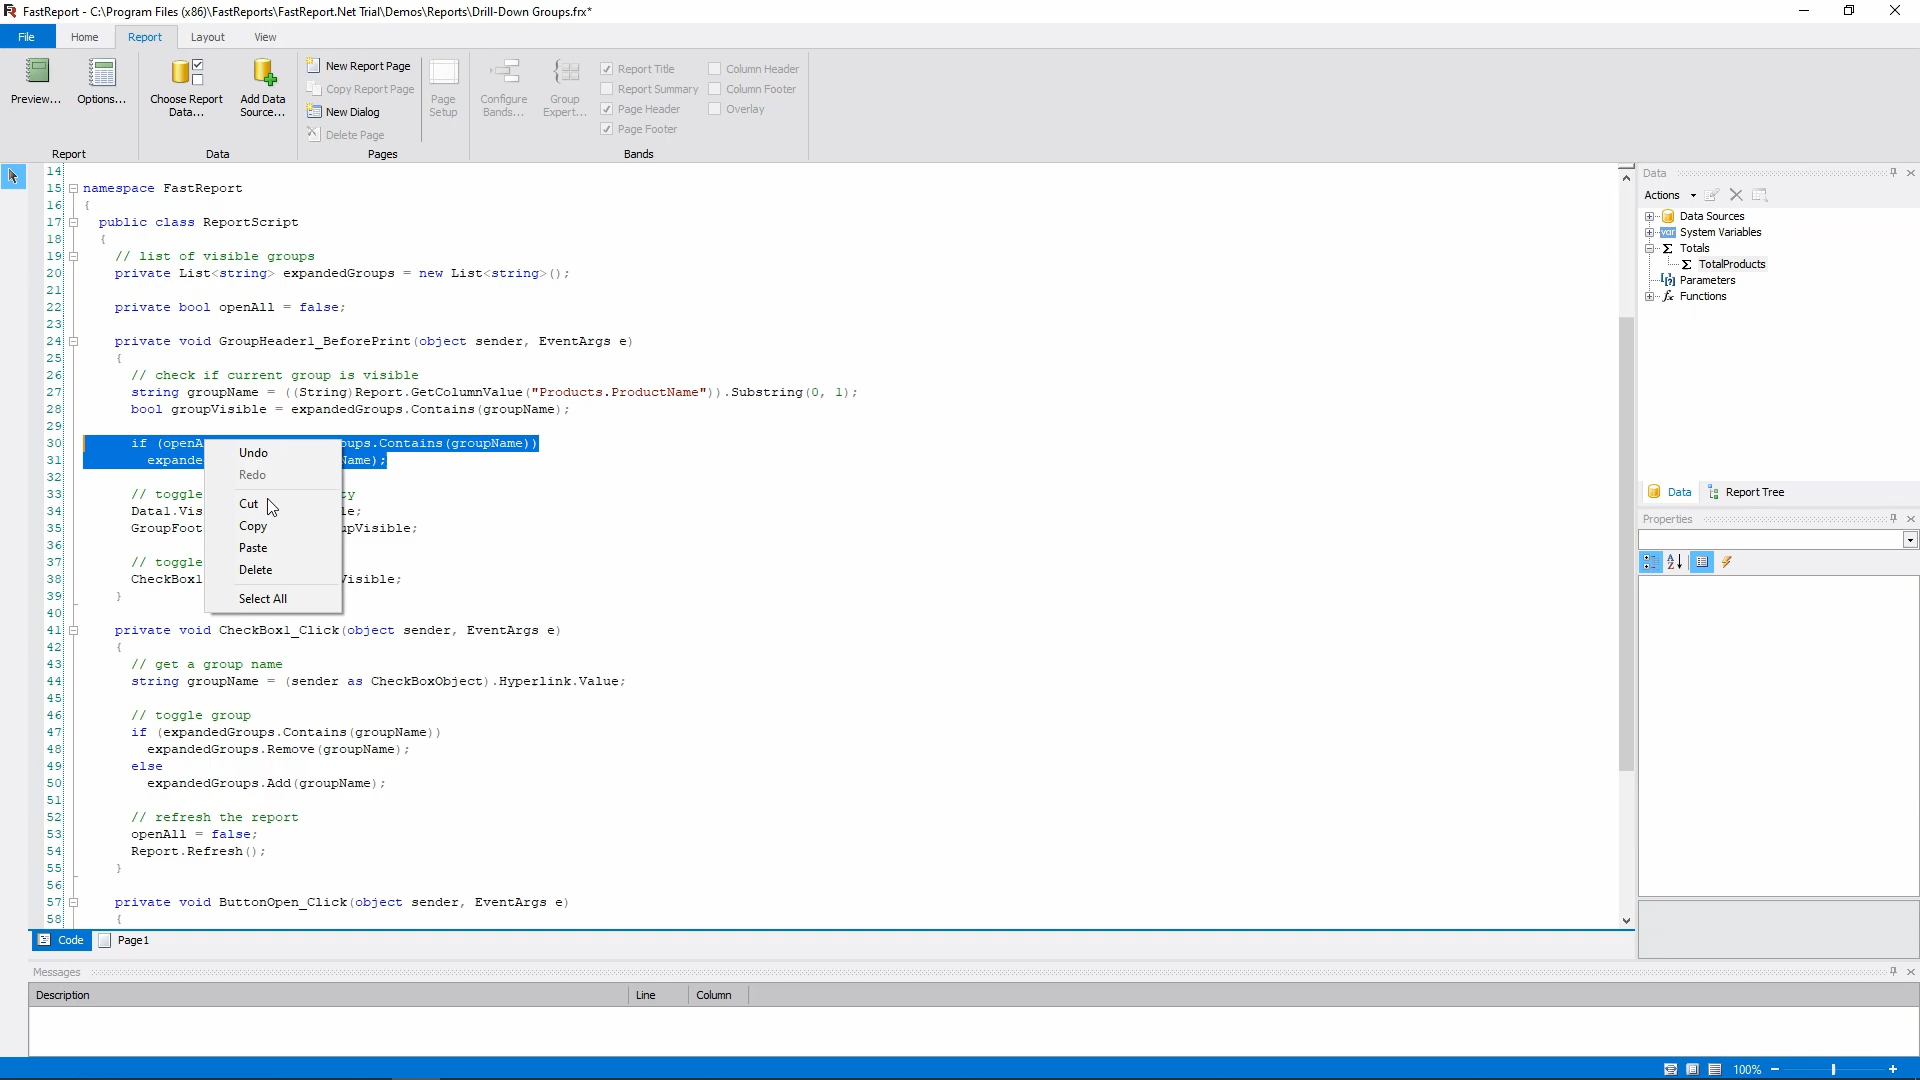 FastReport - C:\Program Files (x86)\FastReports\FastReport.Net Trial\Demos\Reports\Drill-Down Groups.frx*
File Home Report Layout View
Preview... Options... Choose Report Data... Add Data Source...
New Report Page
Copy Report Page
New Dialog
Delete Page
Page Setup
Configure Bands... Group Expert...
Report Title Column Header
Report Summary Column Footer
Page Header Overlay
Page Footer
Report Data Pages Bands
14
15 namespace FastReport
16 {
17 public class ReportScript
18 {
19 // list of visible groups
20 private List<string> expandedGroups = new List<string>();
21
22 private bool openAll = false;
23
24 private void GroupHeader1_BeforePrint(object sender, EventArgs e)
25 {
26 // check if current group is visible
27 string groupName = ((String)Report.GetColumnValue("Products.ProductName")).Substring(0, 1);
28 bool groupVisible = expandedGroups.Contains(groupName);
29
30 if (openA oups.Contains(groupName))
31 expande Name);
32
33 // toggle ty
34 Data1.Vis le;
35 GroupFoot upVisible;
36
37 // toggle
38 CheckBox1 Visible;
39 }
40
41 private void CheckBox1_Click(object sender, EventArgs e)
42 {
43 // get a group name
44 string groupName = (sender as CheckBoxObject).Hyperlink.Value;
45
46 // toggle group
47 if (expandedGroups.Contains(groupName))
48 expandedGroups.Remove(groupName);
49 else
50 expandedGroups.Add(groupName);
51
52 // refresh the report
53 openAll = false;
54 Report.Refresh();
55 }
56
57 private void ButtonOpen_Click(object sender, EventArgs e)
58 {
Undo
Redo
Cut
Copy
Paste
Delete
Select All
Code Page1
Data
Actions
Data Sources
var System Variables
Σ Totals
Σ TotalProducts
[?] Parameters
fx Functions
Data Report Tree
Properties
Messages
Description Line Column
100%